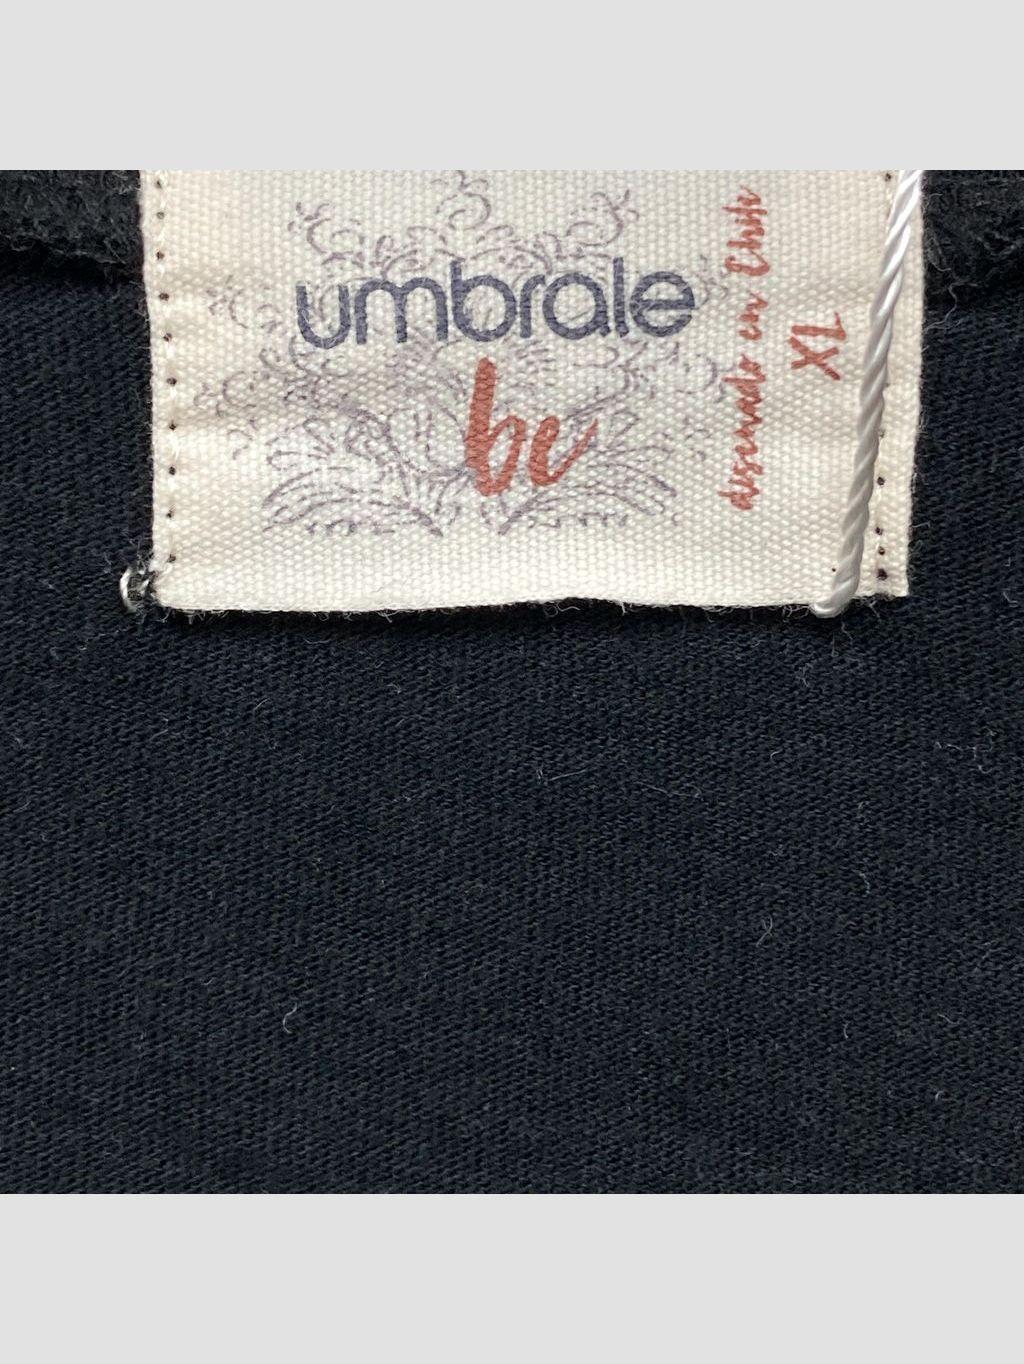 umbrale
be
diseñado en Chile
XL